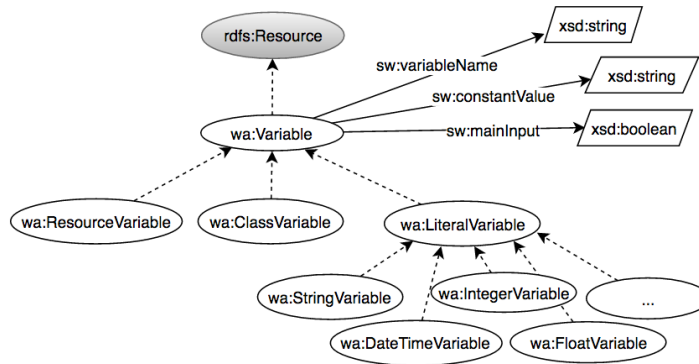 xsd:string
rdfs:Resource
sw:variableName
xsd:string
sw:constantValue
wa:Variable
sw:mainInput
xsd:boolean
wa:ResourceVariable
wa:ClassVariable
wa:LiteralVariable
wa:StringVariable
wa:IntegerVariable
...
wa:DateTimeVariable
wa:FloatVariable